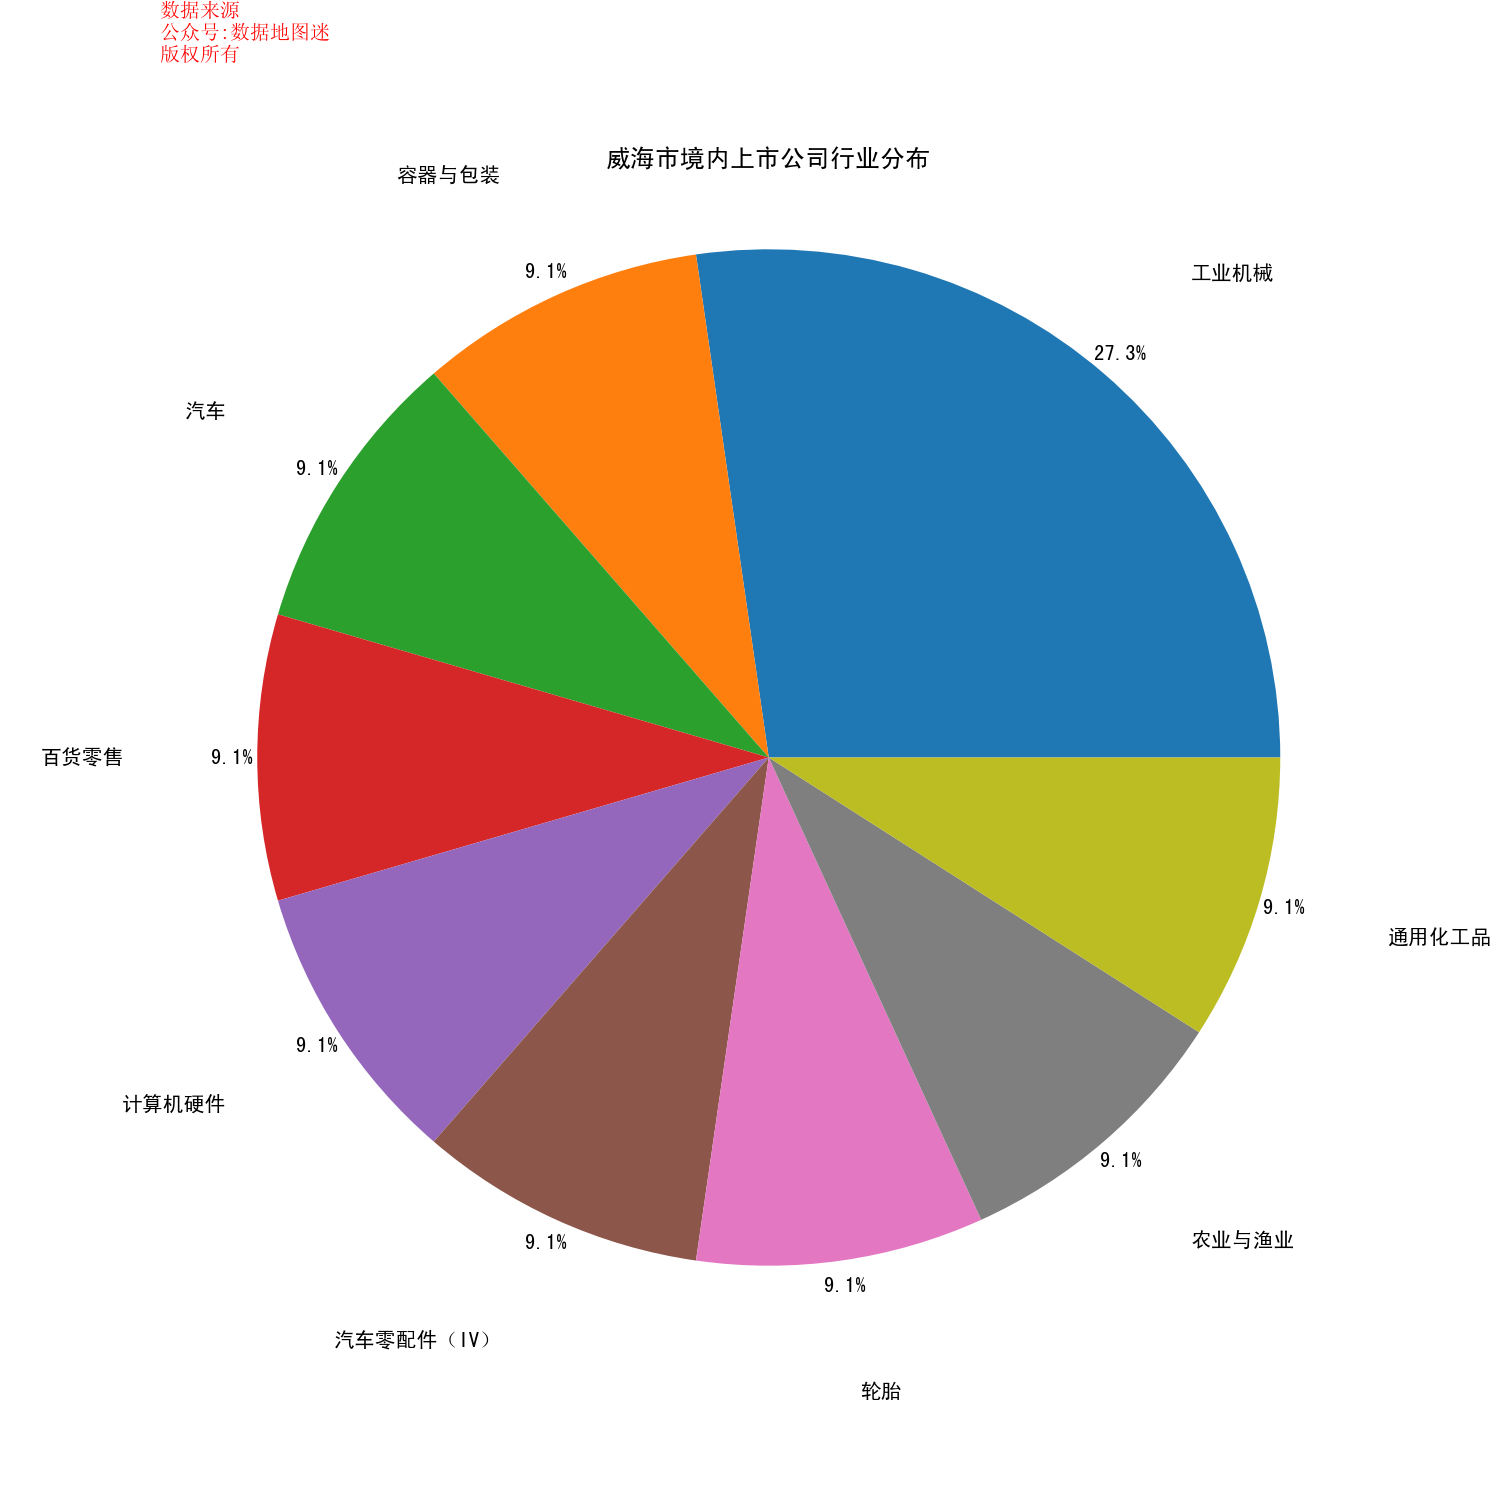 数据来源
公众号:数据地图迷
版权所有
威海市境内上市公司行业分布
容器与包装
9.1%
工业机械
27.3%
汽车
9.1%
百货零售
9.1%
9.1%
通用化工品
计算机硬件
9.1%
9.1%
农业与渔业
9.1%
汽车零配件（IV）
9.1%
轮胎